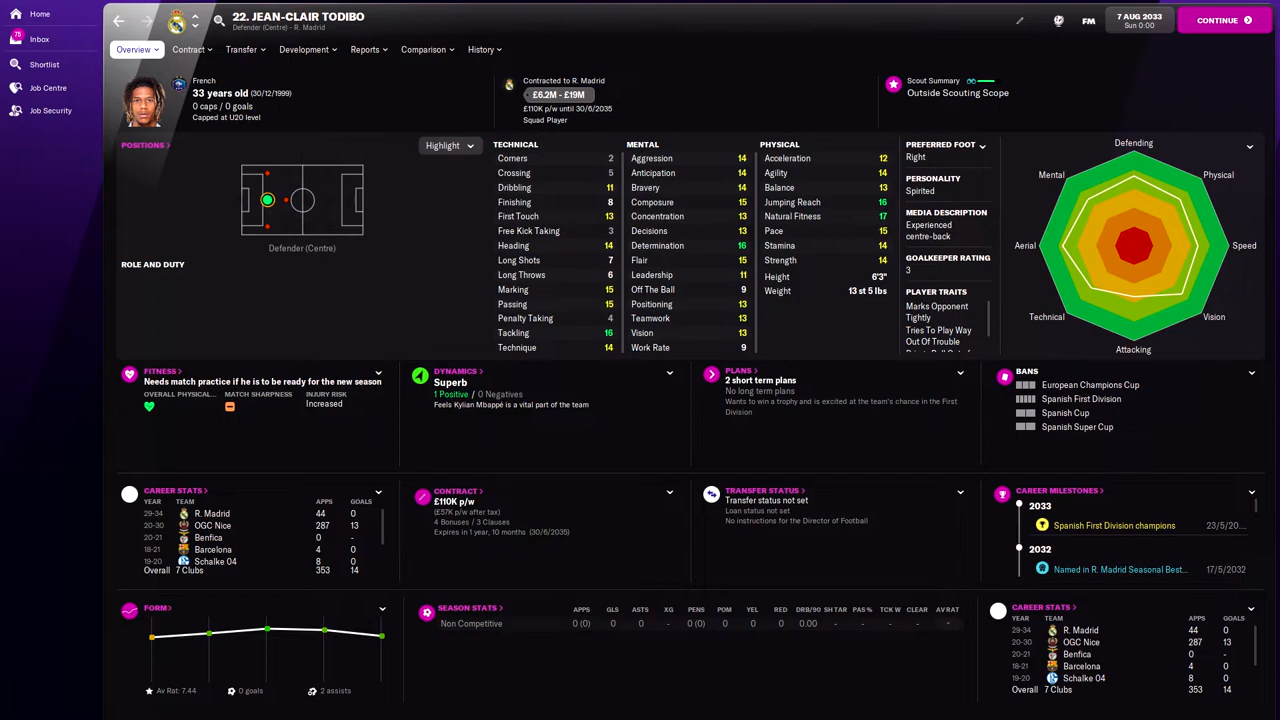 Home
Inbox
75
Shortlist
Job Centre
Job Security
22. JEAN-CLAIR TODIBO
Defender (Centre) - R. Madrid
FM
7 AUG 2033
Sun 0:00
CONTINUE
Overview
Contract
Transfer
Development
Reports
Comparison
History
French
33 years old (30/12/1999)
0 caps / 0 goals
Capped at U20 level
Contracted to R. Madrid
£6.2M - £19M
£110K p/w until 30/6/2035
Squad Player
Scout Summary
Outside Scouting Scope
POSITIONS
Defender (Centre)
ROLE AND DUTY
Highlight
TECHNICAL
Corners 2
Crossing 5
Dribbling 11
Finishing 8
First Touch 13
Free Kick Taking 3
Heading 14
Long Shots 7
Long Throws 6
Marking 15
Passing 15
Penalty Taking 4
Tackling 16
Technique 14
MENTAL
Aggression 14
Anticipation 14
Bravery 14
Composure 15
Concentration 13
Decisions 13
Determination 16
Flair 15
Leadership 11
Off The Ball 9
Positioning 13
Teamwork 13
Vision 13
Work Rate 9
PHYSICAL
Acceleration 12
Agility 14
Balance 13
Jumping Reach 16
Natural Fitness 17
Pace 15
Stamina 14
Strength 14
Height 6'3"
Weight 13 st 5 lbs
PREFERRED FOOT
Right
PERSONALITY
Spirited
MEDIA DESCRIPTION
Experienced
centre-back
GOALKEEPER RATING
3
PLAYER TRAITS
Marks Opponent
Tightly
Tries To Play Way
Out Of Trouble
Defending
Physical
Speed
Vision
Attacking
Technical
Aerial
Mental
FITNESS
Needs match practice if he is to be ready for the new season
OVERALL PHYSICAL... MATCH SHARPNESS INJURY RISK
Increased
DYNAMICS
Superb
1 Positive / 0 Negatives
Feels Kylian Mbappé is a vital part of the team
PLANS
2 short term plans
No long term plans
Wants to win a trophy and is excited at the team's chance in the First
Division
BANS
European Champions Cup
Spanish First Division
Spanish Cup
Spanish Super Cup
CAREER STATS
YEAR TEAM APPS GOALS
29-34 R. Madrid 44 0
20-30 OGC Nice 287 13
20-21 Benfica 0 -
18-21 Barcelona 4 0
19-20 Schalke 04 8 0
Overall 7 Clubs 353 14
CONTRACT
£110K p/w
(£57K p/w after tax)
4 Bonuses / 3 Clauses
Expires in 1 year, 10 months (30/6/2035)
TRANSFER STATUS
Transfer status not set
Loan status not set
No instructions for the Director of Football
CAREER MILESTONES
2033
Spanish First Division champions 23/5/20...
2032
Named in R. Madrid Seasonal Best... 17/5/2032
FORM
Av Rat: 7.44 0 goals 2 assists
SEASON STATS APPS GLS ASTS XG PENS POM YEL RED DRB/90 SH TAR PAS % TCK W CLEAR AV RAT
Non Competitive 0 (0) 0 0 - 0 (0) 0 0 0 0.00 - - - - -
CAREER STATS
YEAR TEAM APPS GOALS
29-34 R. Madrid 44 0
20-30 OGC Nice 287 13
20-21 Benfica 0 -
18-21 Barcelona 4 0
19-20 Schalke 04 8 0
Overall 7 Clubs 353 14